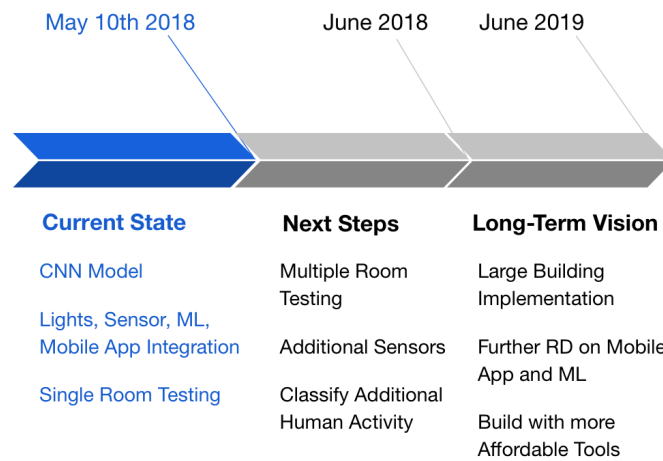 May 10th 2018
June 2018
June 2019
Current State
CNN Model
Lights, Sensor, ML,
Mobile App Integration
Single Room Testing
Next Steps
Multiple Room
Testing
Additional Sensors
Classify Additional
Human Activity
Long-Term Vision
Large Building
Implementation
Further RD on Mobile
App and ML
Build with more
Affordable Tools